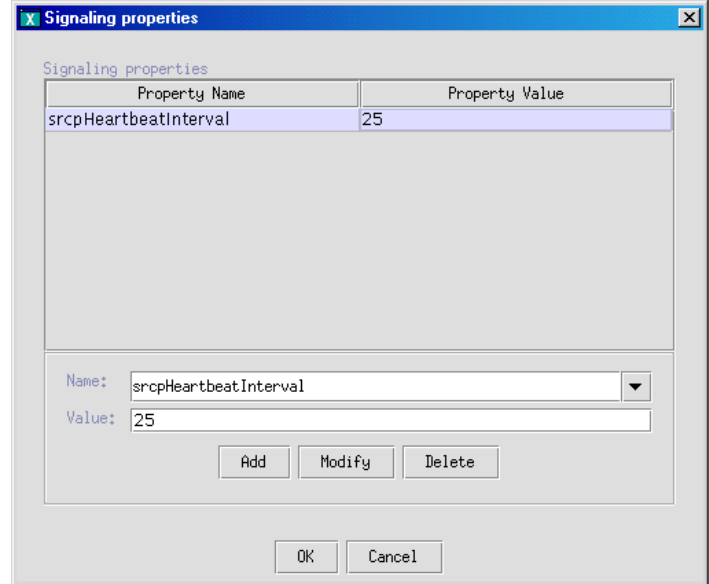 Signaling properties
Signaling properties
Property Name Property Value
srcpHeartbeatInterval 25
Name: srcpHeartbeatInterval
Value: 25
Add Modify Delete
OK Cancel